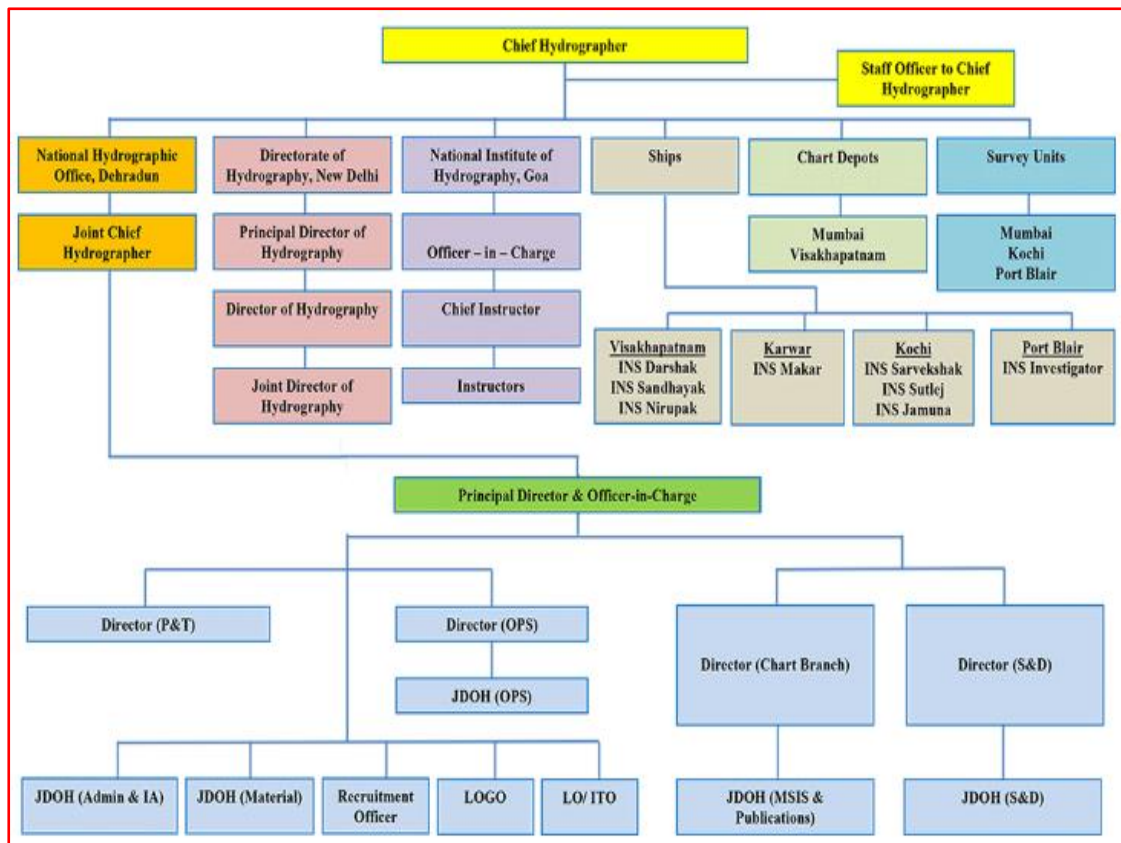 Chief Hydrographer
Staff Officer to Chief
Hydrographer
National Hydrographic
Office, Dehradun
Directorate of
Hydrography, New Delhi
National Institute of
Hydrography, Goa
Ships
Chart Depots
Survey Units
Joint Chief
Hydrographer
Principal Director of
Hydrography
Officer – in – Charge
Mumbai
Visakhapatnam
Mumbai
Kochi
Port Blair
Director of Hydrography
Chief Instructor
Joint Director of
Hydrography
Instructors
Visakhapatnam
INS Darshak
INS Sandhayak
INS Nirupak
Karwar
INS Makar
Kochi
INS Sarvekshak
INS Sutlej
INS Jamuna
Port Blair
INS Investigator
Principal Director & Officer-in-Charge
Director (P&T)
Director (OPS)
Director (Chart Branch)
Director (S&D)
JDOH (OPS)
JDOH (Admin & IA)
JDOH (Material)
Recruitment
Officer
LOGO
LO/ ITO
JDOH (MSIS &
Publications)
JDOH (S&D)